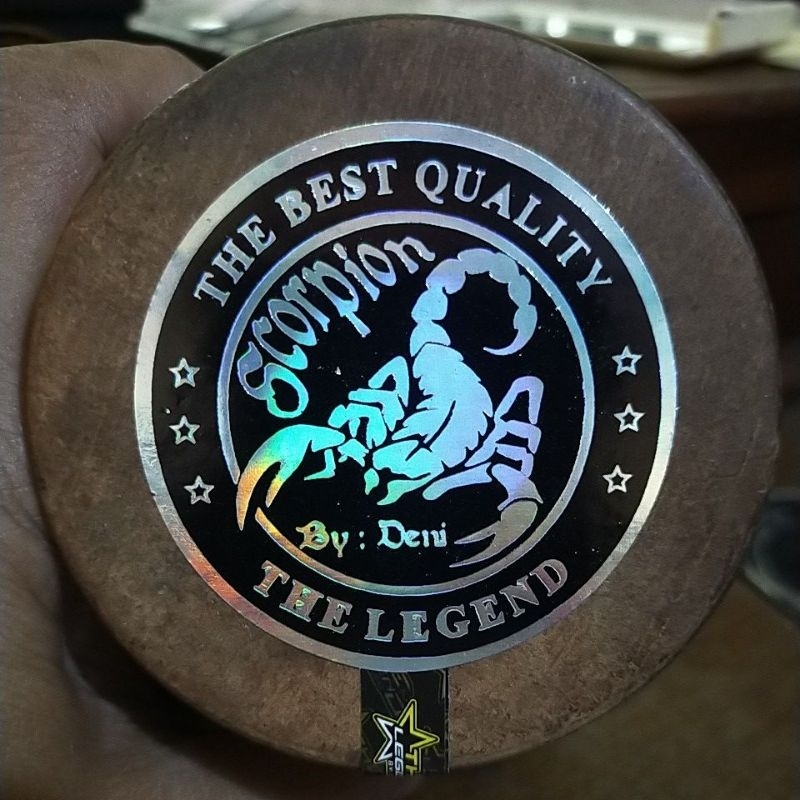 THE BEST QUALITY
Scorpion
By : Deni
THE LEGEND